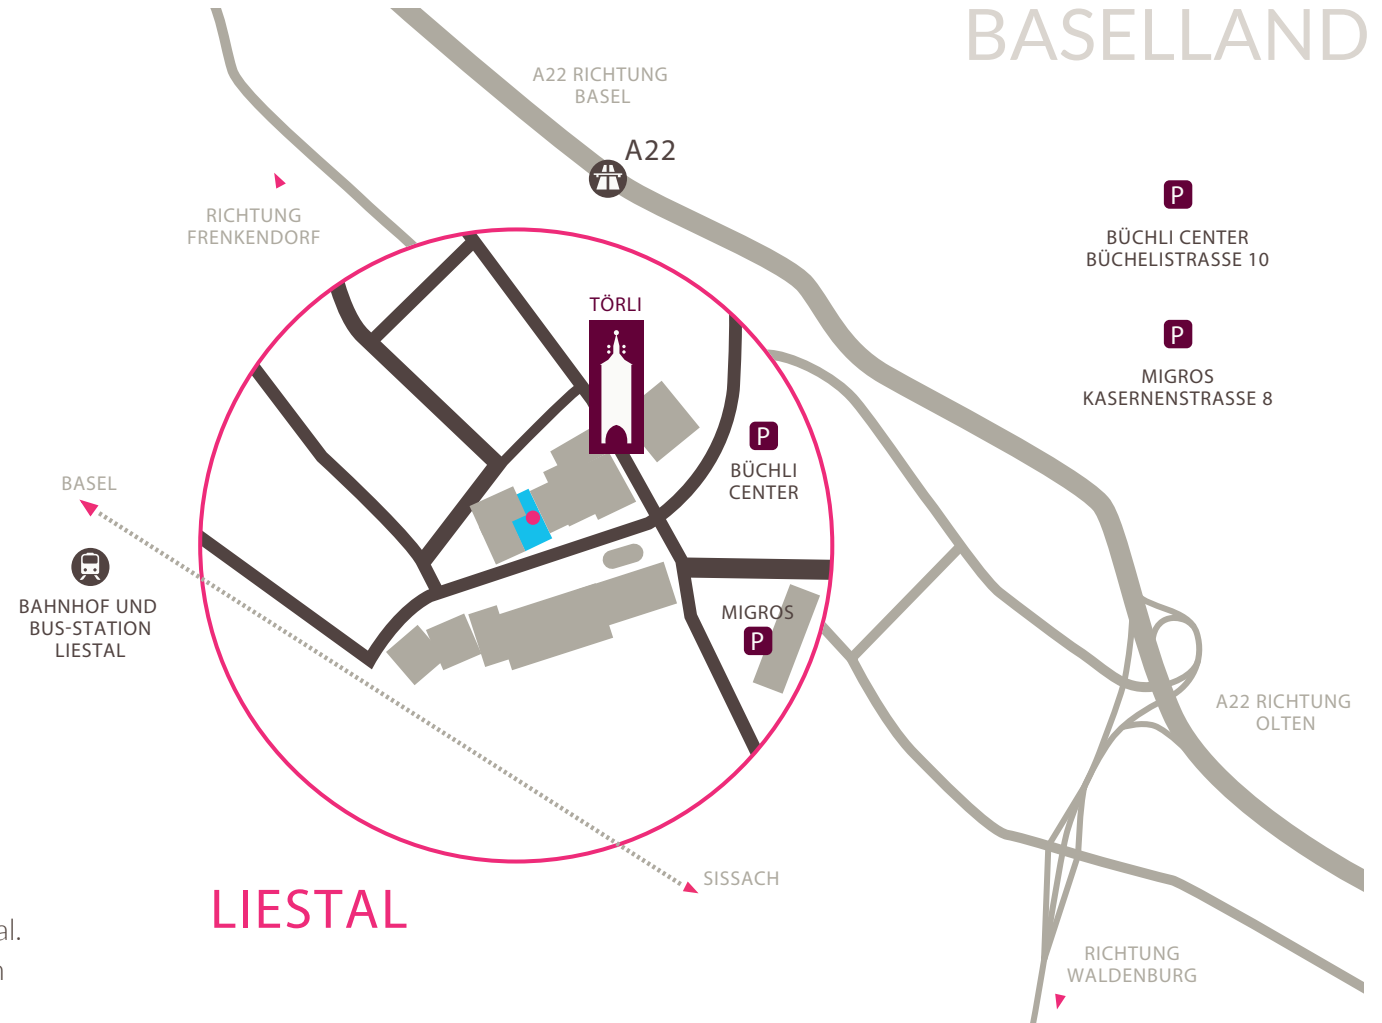 BASELLAND
A22 RICHTUNG
BASEL
A22
RICHTUNG
FRENKENDORF
P
BÜCHLI CENTER
BÜCHELISTRASSE 10
P
MIGROS
KASERNENSTRASSE 8
TÖRLI
P
BÜCHLI
CENTER
BASEL
BAHNHOF UND
BUS-STATION
LIESTAL
MIGROS
P
A22 RICHTUNG
OLTEN
SISSACH
LIESTAL
al.
RICHTUNG
WALDENBURG